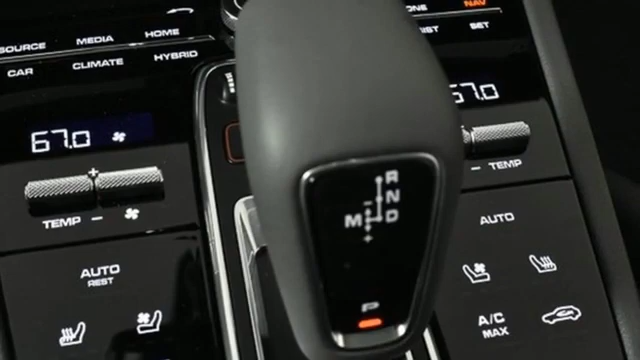 SOURCE MEDIA HOME
CAR CLIMATE HYBRID
NAV
SET
67.0
TEMP −
AUTO
REST
R
N
M D
+
P
67.0
− TEMP
AUTO
A/C
MAX